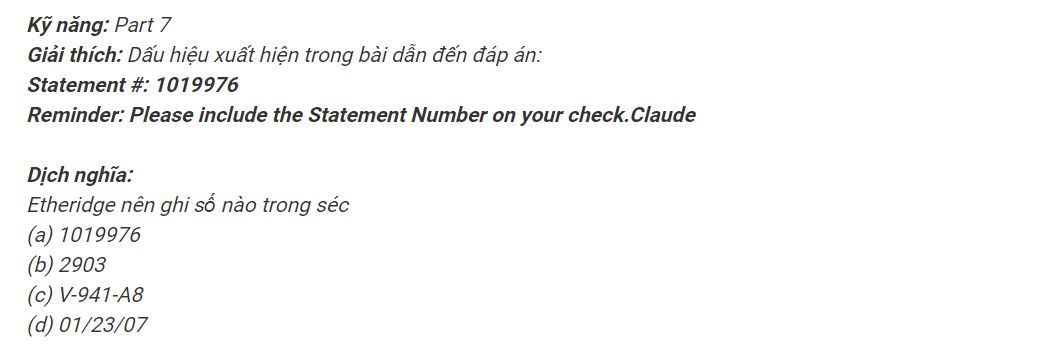 Kỹ năng: Part 7
Giải thích: Dấu hiệu xuất hiện trong bài dẫn đến đáp án:
Statement #: 1019976
Reminder: Please include the Statement Number on your check.Claude
Dịch nghĩa:
Etheridge nên ghi số nào trong séc
(a) 1019976
(b) 2903
(c) V-941-A8
(d) 01/23/07